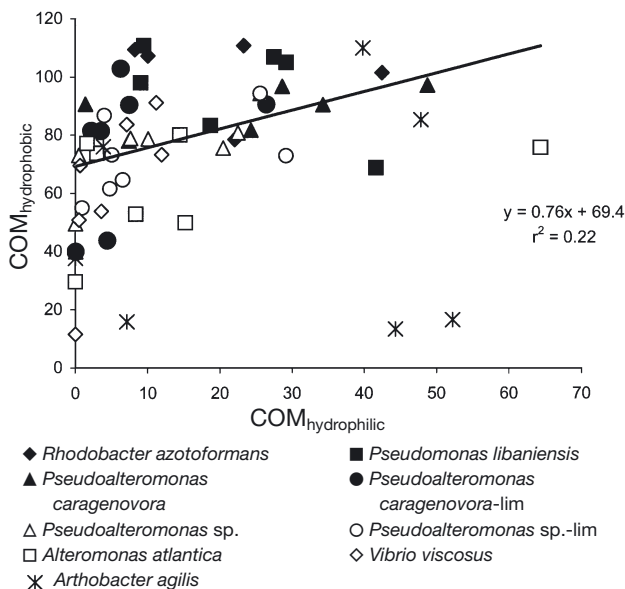 120
100
80
60
40
20
0
COMhydrophobic
y = 0.76x + 69.4
r2 = 0.22
0 10 20 30 40 50 60 70
COMhydrophilic
Rhodobacter azotoformans
Pseudomonas libaniensis
Pseudoalteromonas
caragenovora
Pseudoalteromonas
caragenovora-lim
Pseudoalteromonas sp.
Pseudoalteromonas sp.-lim
Alteromonas atlantica
Vibrio viscosus
Arthobacter agilis